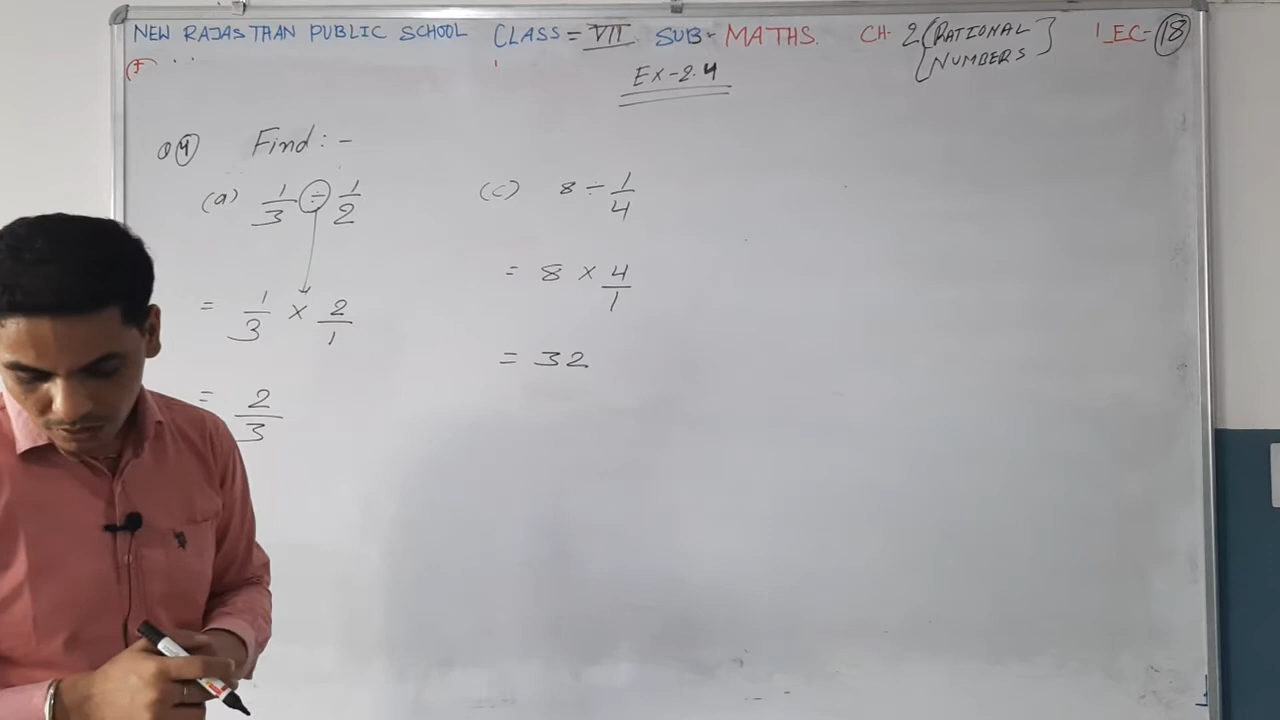 NEW RAJASTHAN PUBLIC SCHOOL CLASS = VII SUB- MATHS. CH- 2 [RATIONAL NUMBERS] LEC- 18
Ex-2.4
Q4 Find:-
(a) 1/3 ÷ 1/2
= 1/3 × 2/1
= 2/3
(c) 8 ÷ 1/4
= 8 × 4/1
= 32